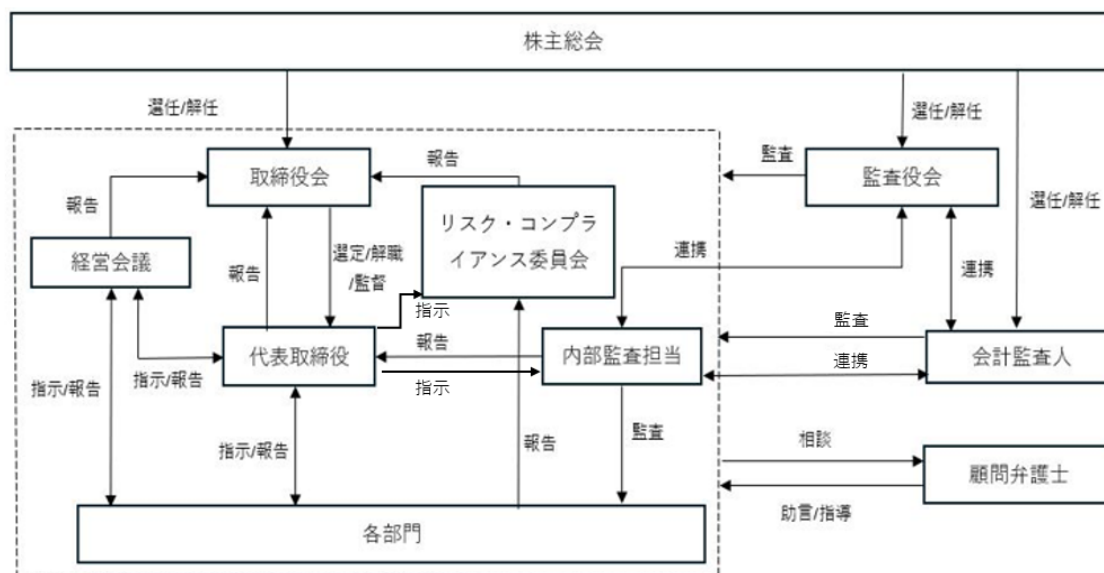 株主総会
選任/解任
選任/解任
選任/解任
取締役会
報告
監査
監査役会
報告
リスク・コンプラ
イアンス委員会
経営会議
報告
選定/解職
/監督
連携
連携
指示
代表取締役
報告
内部監査担当
監査
会計監査人
指示/報告
指示/報告
指示
連携
指示/報告
報告
監査
相談
顧問弁護士
助言/指導
各部門